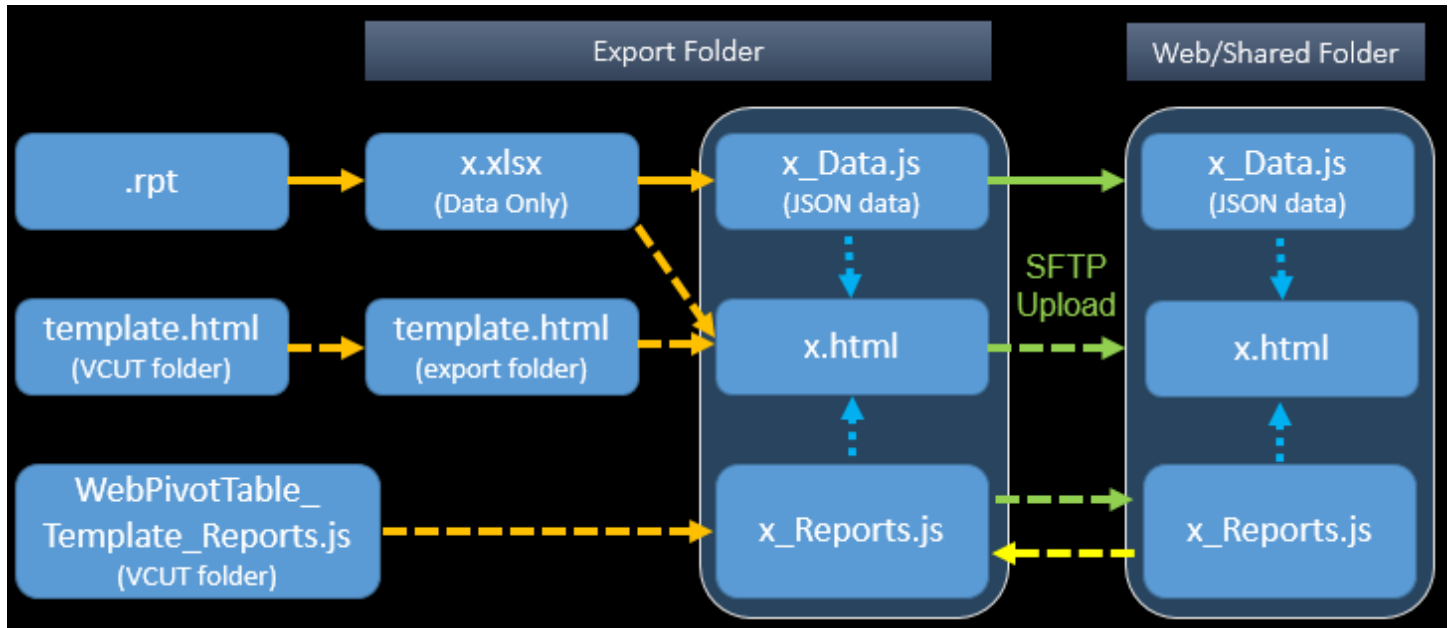 Export Folder
Web/Shared Folder
.rpt
x.xlsx
(Data Only)
x_Data.js
(JSON data)
x_Data.js
(JSON data)
SFTP
Upload
template.html
(VCUT folder)
template.html
(export folder)
x.html
x.html
WebPivotTable_
Template_Reports.js
(VCUT folder)
x_Reports.js
x_Reports.js